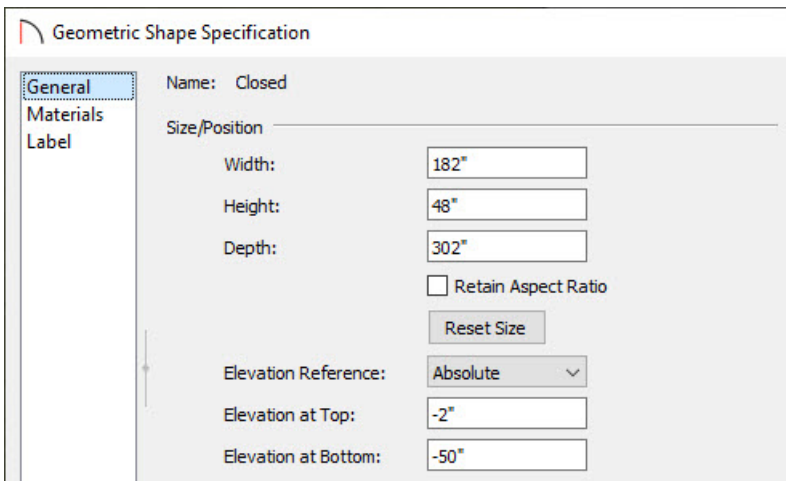 Geometric Shape Specification
General
Materials
Label
Name: Closed
Size/Position
Width: 182"
Height: 48"
Depth: 302"
Retain Aspect Ratio
Reset Size
Elevation Reference: Absolute
Elevation at Top: -2"
Elevation at Bottom: -50"